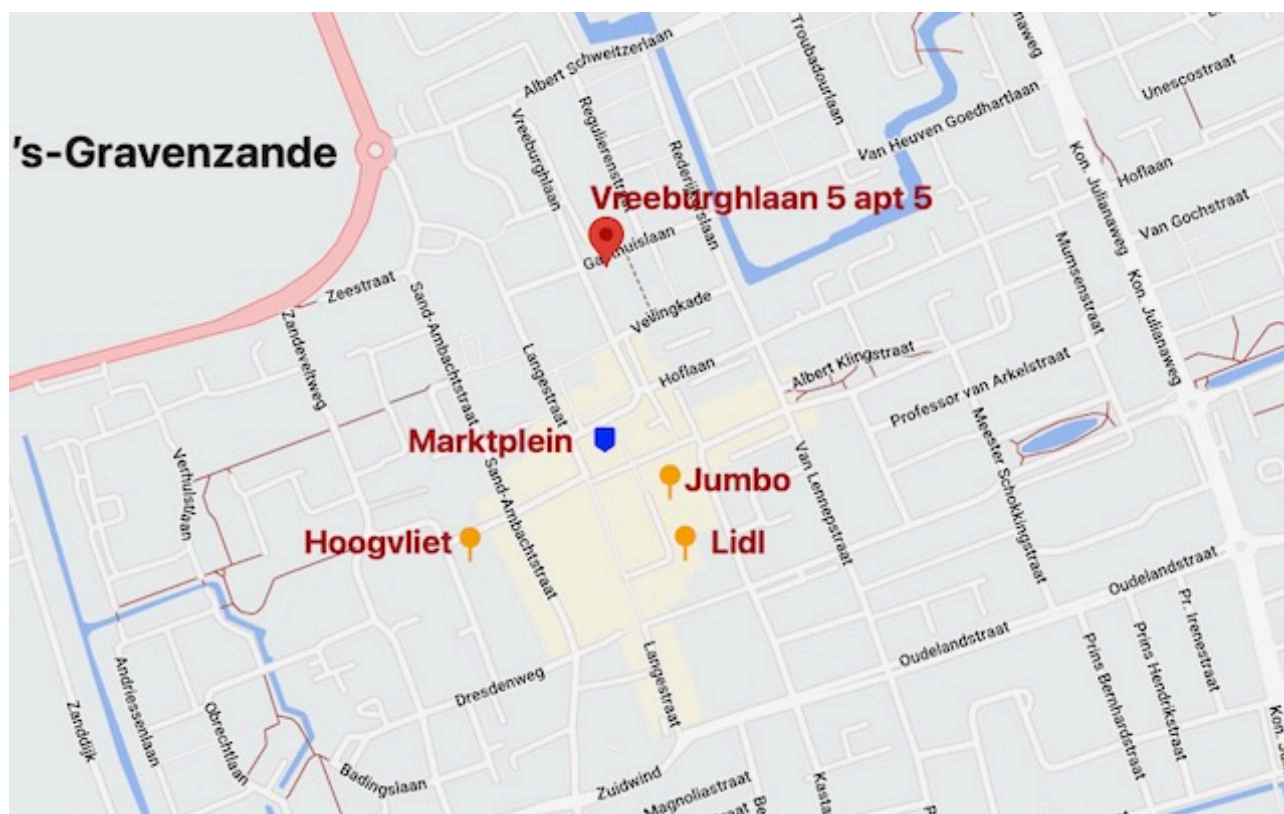 's-Gravenzande
Vreeburghlaan 5 apt 5
Marktplein
Jumbo
Hoogvliet
Lidl
Albert Schweitzerlaan
Troubadourlaan
Unescostraat
Van Heuven Goedhartlaan
Vreeburghlaan
Regulierenstraat
Kon. Julianaweg
Hoflaan
Van Gochstraat
Zeestraat
Sand-Ambachtstraat
Zandeveltweg
Langestraat
Veilingkade
Mumsenstraat
Kon. Julianaweg
Hoflaan
Albert Klingstraat
Professor van Arkelstraat
Verhulstlaan
Sand-Ambachtstraat
Van Lennepstraat
Meester Schokkingstraat
Oudelandstraat
Oudelandstraat
Pr. Irenestraat
Prins Hendrikstraat
Prins Bernhardstraat
Langestraat
Dresdenweg
Andriessenlaan
Obrechtlaan
Zanddijk
Badingslaan
Zuidwind
Magnoliastraat